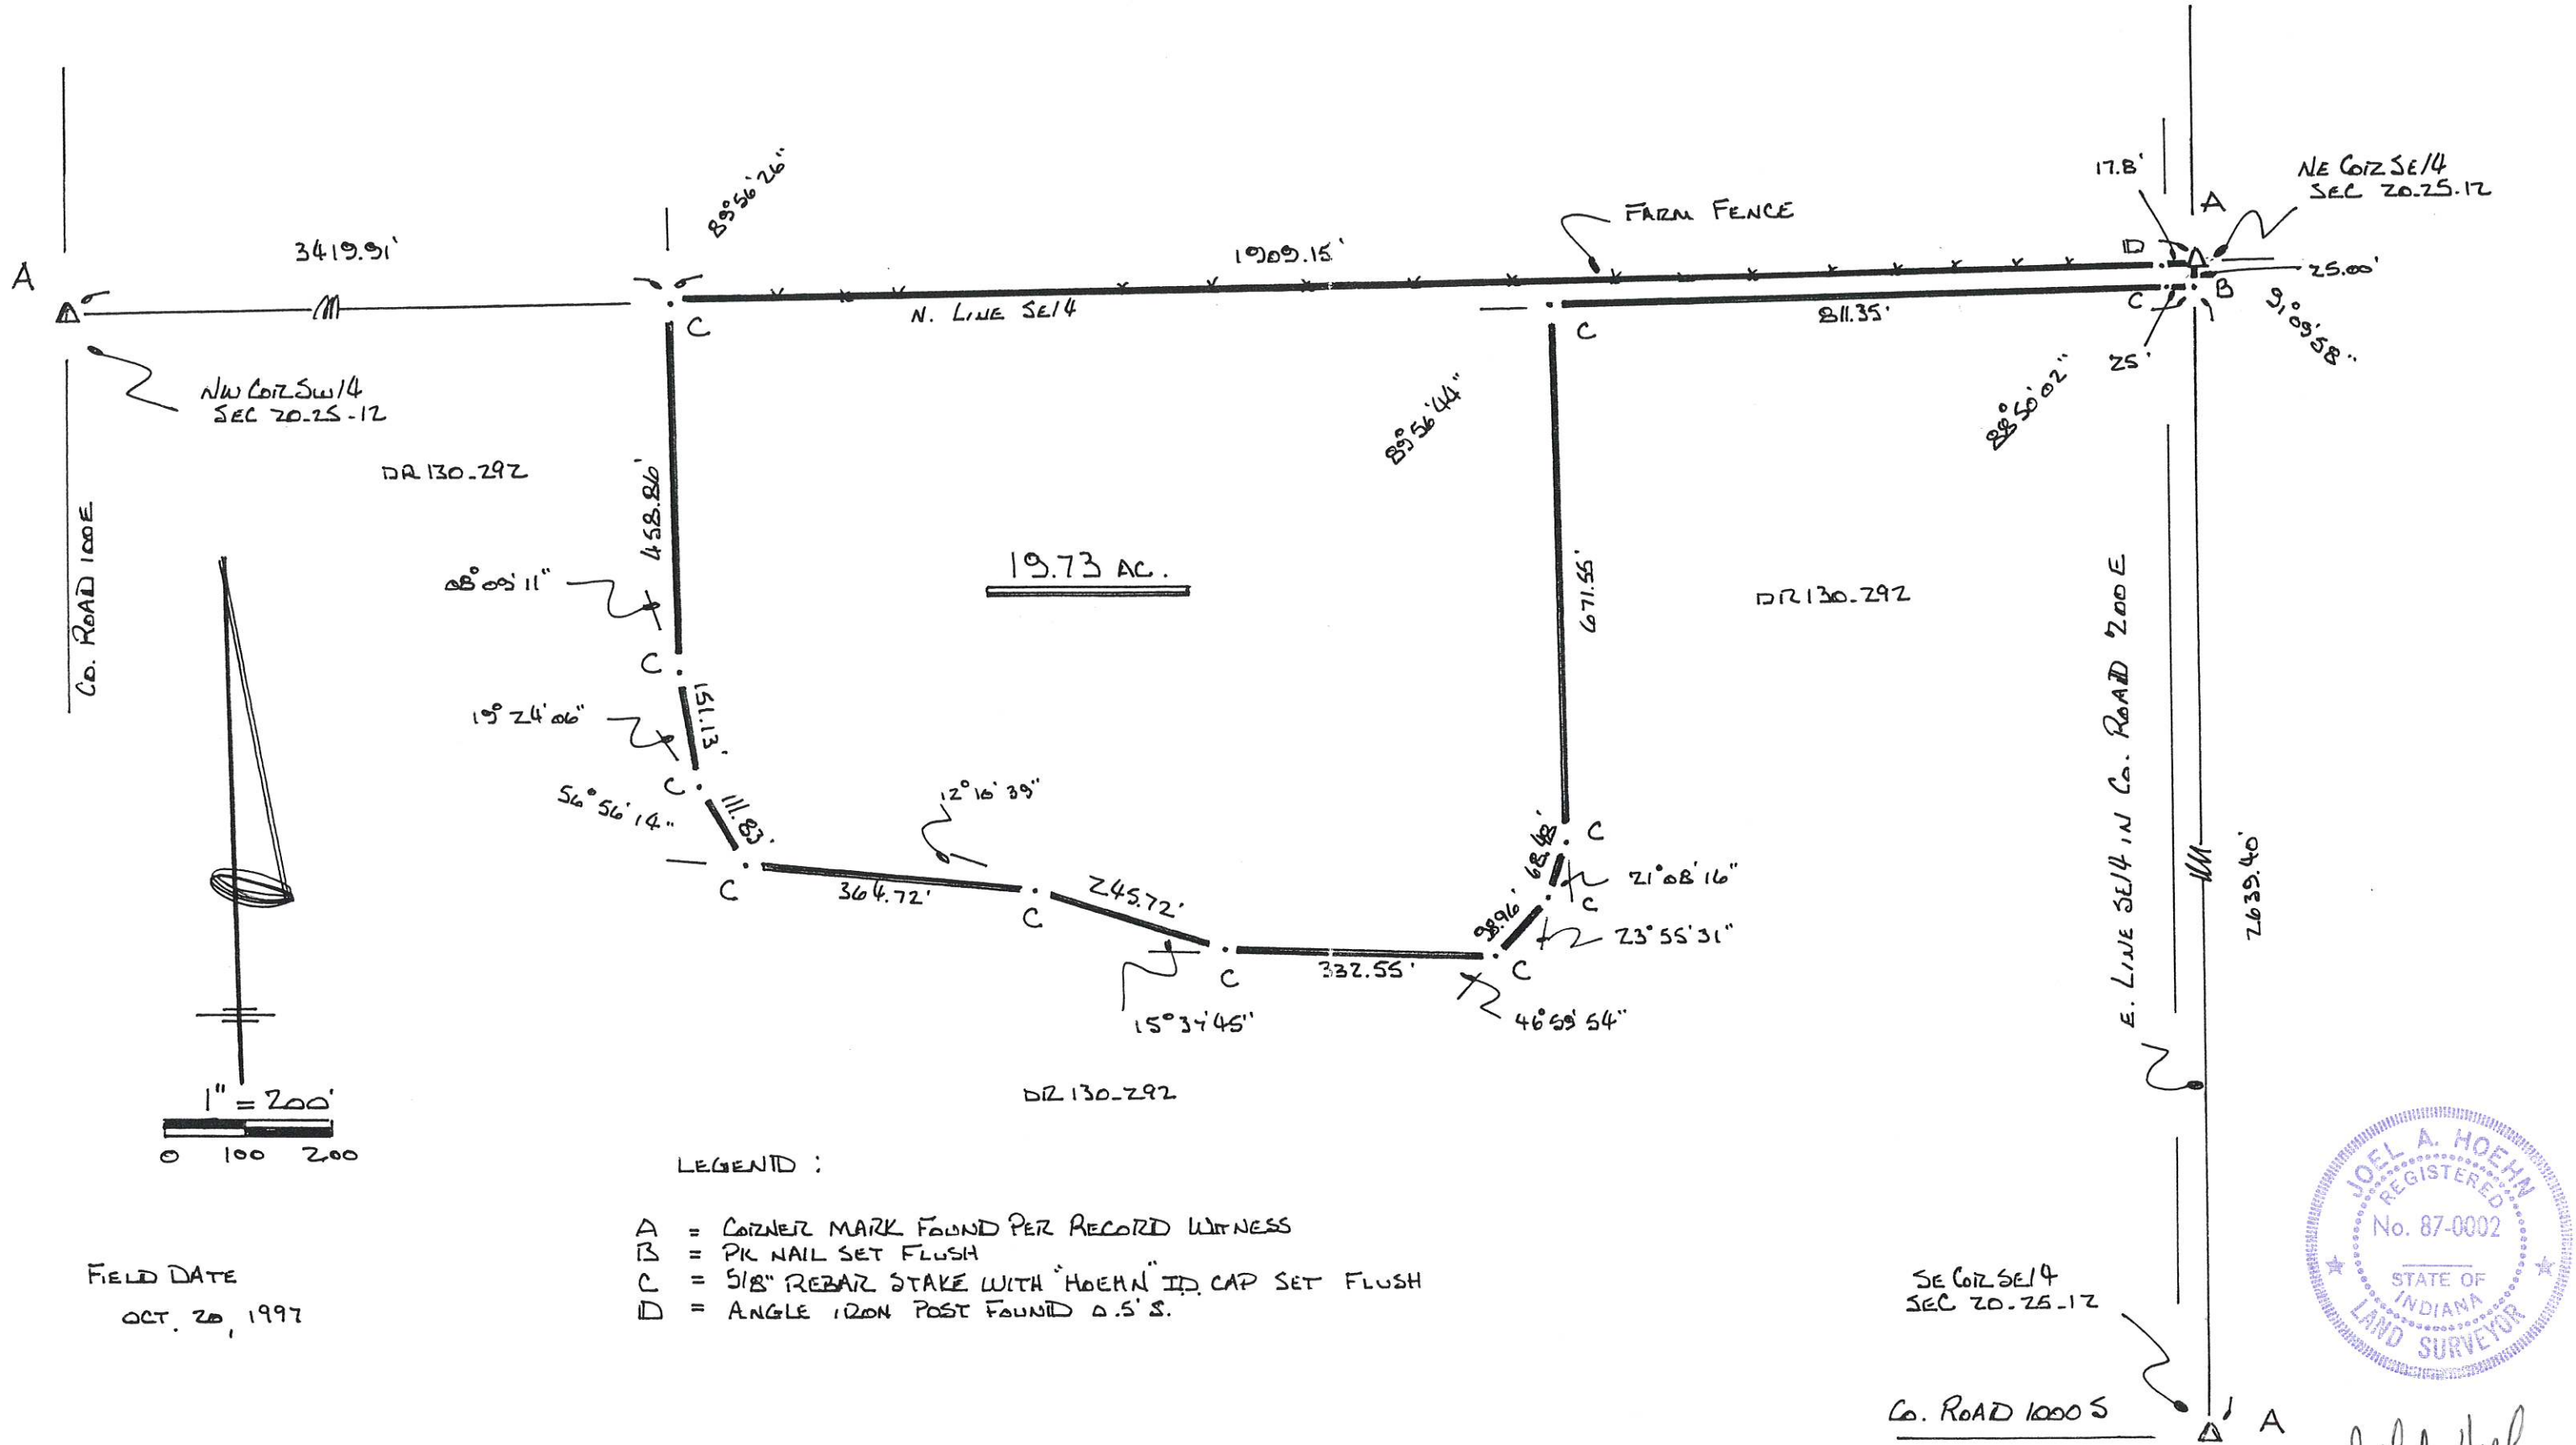 NE COR SE/4
SEC 20-25-12
17.8'
A
D
25.00'
B
C
91°09'58"
25'
88°50'02"
89°56'26"
3419.91'
1909.15'
FARM FENCE
A
N. LINE SE/4
C
C
811.35'
NW COR SW/4
SEC 20-25-12
DR 130-292
CO. ROAD 100E
458.86'
89°56'44"
19.73 AC.
671.55'
DR 130-292
08°09'11"
C
151.13'
19°24'06"
C
56°56'14"
111.83'
C
12°16'39"
364.72'
C
245.72'
C
15°37'45"
332.55'
C
46°59'54"
98.96'
23°55'31"
C
68.48'
21°08'16"
C
E. LINE SE/4 IN CO. ROAD 200E
2639.40'
DR 130-292
1" = 200'
0 100 200
LEGEND :
A = CORNER MARK FOUND PER RECORD WITNESS
B = PK NAIL SET FLUSH
C = 5/8" REBAR STAKE WITH "HOEHN" I.D. CAP SET FLUSH
D = ANGLE IRON POST FOUND 0.5' S.
FIELD DATE
OCT. 20, 1997
SE COR SE/4
SEC 20-25-12
CO. ROAD 1000 S
A
JOEL A. HOEHN
REGISTERED
No. 87-0002
STATE OF
INDIANA
LAND SURVEYOR